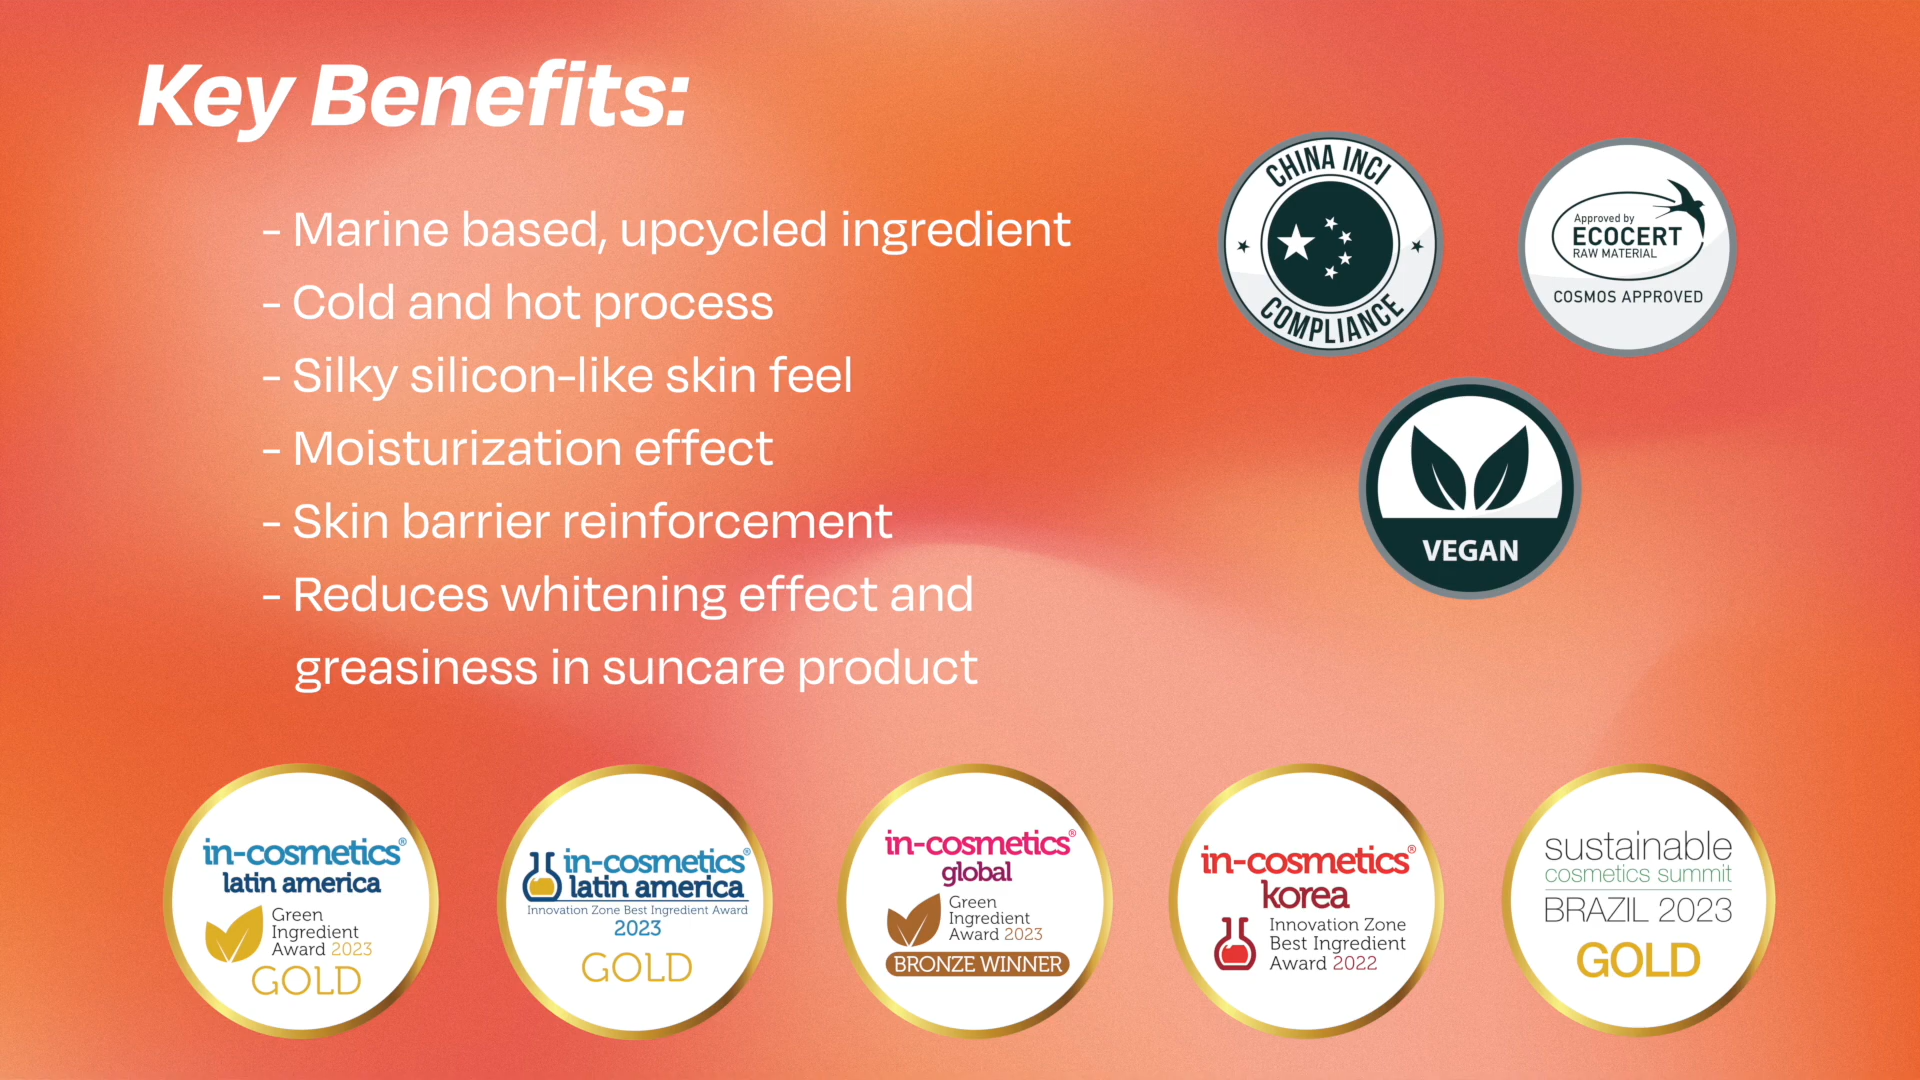 Key Benefits:
- Marine based, upcycled ingredient
- Cold and hot process
- Silky silicon-like skin feel
- Moisturization effect
- Skin barrier reinforcement
- Reduces whitening effect and
greasiness in suncare product
CHINA INCI
COMPLIANCE
Approved by
ECOCERT
RAW MATERIAL
COSMOS APPROVED
VEGAN
in-cosmetics®
latin america
Green
Ingredient
Award 2023
GOLD
in-cosmetics®
latin america
Innovation Zone Best Ingredient Award
2023
GOLD
in-cosmetics®
global
Green
Ingredient
Award 2023
BRONZE WINNER
in-cosmetics®
korea
Innovation Zone
Best Ingredient
Award 2022
sustainable
cosmetics summit
BRAZIL 2023
GOLD